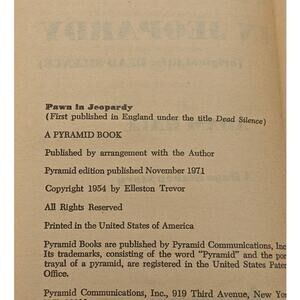 Pawn in Jeopardy
(First published in England under the title Dead Silence)
A PYRAMID BOOK
Published by arrangement with the Author
Pyramid edition published November 1971
Copyright 1954 by Elleston Trevor
All Rights Reserved
Printed in the United States of America
Pyramid Books are published by Pyramid Communications, Inc
Its trademarks, consisting of the word "Pyramid" and the por
trayal of a pyramid, are registered in the United States Pate
Office.
Pyramid Communications, Inc., 919 Third Avenue, New York